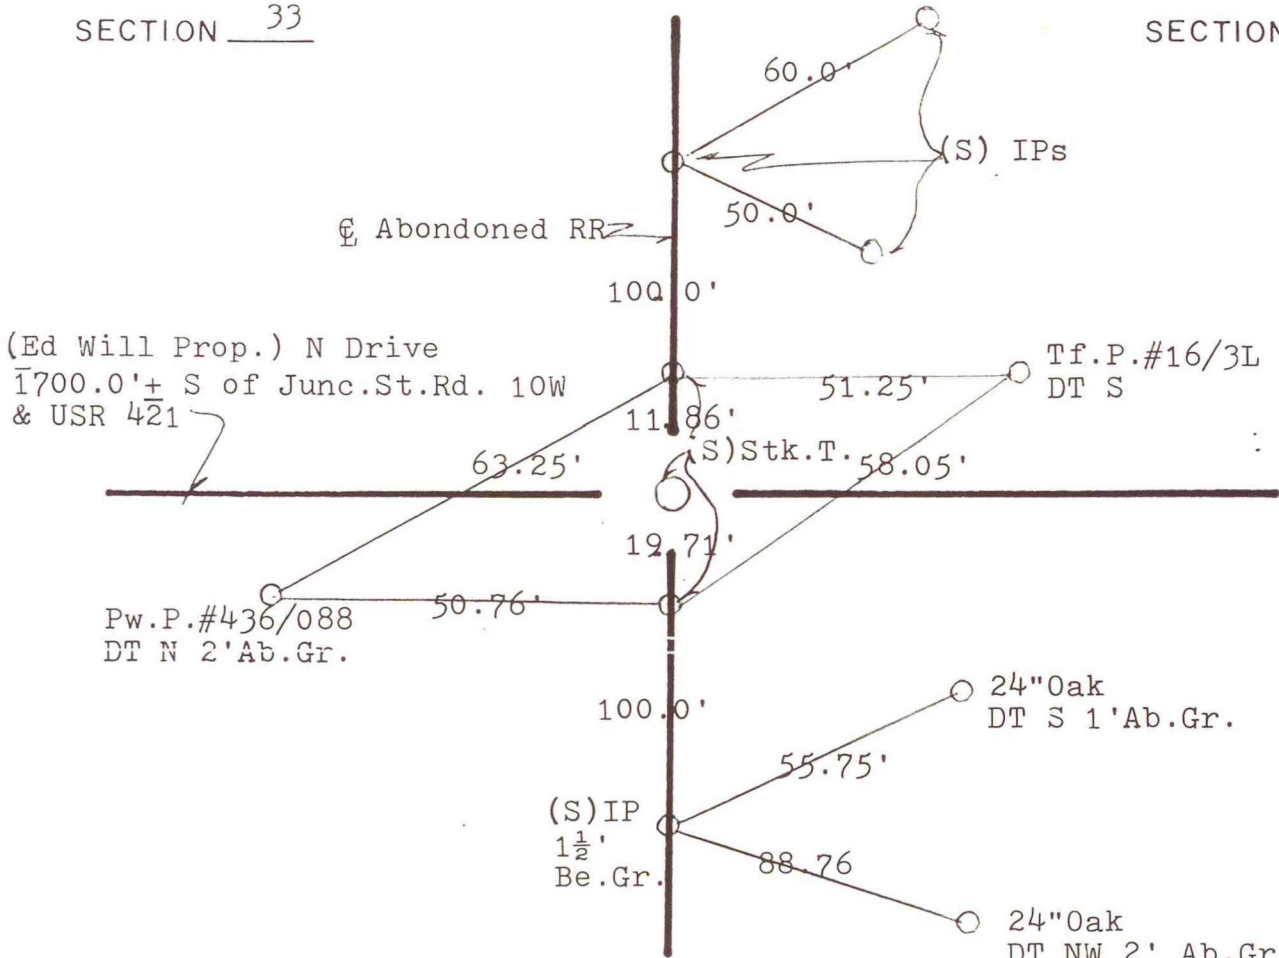 SECTION 33
SECTION
60.0'
(S) IPs
50.0'
℄ Abondoned RR
100.0'
(Ed Will Prop.) N Drive
1700.0'± S of Junc.St.Rd. 10W
& USR 421
Tf.P.#16/3L
DT S
51.25'
11.86'
(S)Stk.T.
63.25'
58.05'
19.71'
Pw.P.#436/088
DT N 2'Ab.Gr.
50.76'
100.0'
24"Oak
DT S 1'Ab.Gr.
55.75'
(S)IP
1½'
Be.Gr.
88.76
24"Oak
DT NW 2' Ab.Gr